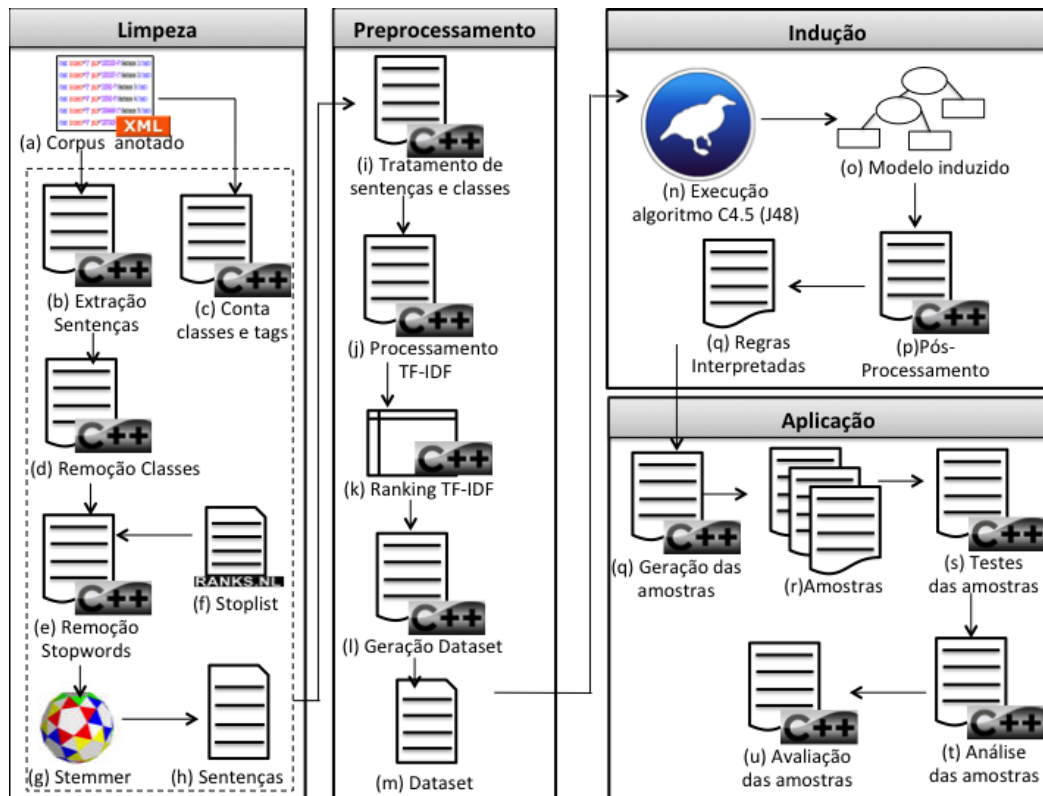 Limpeza
XML
(a) Corpus anotado
C++
(b) Extração
Sentenças
C++
(c) Conta
classes e tags
C++
(d) Remoção Classes
C++
(e) Remoção
Stopwords
RANKS.NL
(f) Stoplist
(g) Stemmer
(h) Sentenças
Preprocessamento
C++
(i) Tratamento de
sentenças e classes
C++
(j) Processamento
TF-IDF
C++
(k) Ranking TF-IDF
C++
(l) Geração Dataset
(m) Dataset
Indução
(n) Execução
algoritmo C4.5 (J48)
(o) Modelo induzido
C++
(p)Pós-
Processamento
(q) Regras
Interpretadas
Aplicação
C++
(q) Geração das
amostras
(r)Amostras
C++
(s) Testes
das amostras
C++
(t) Análise
das amostras
C++
(u) Avaliação
das amostras